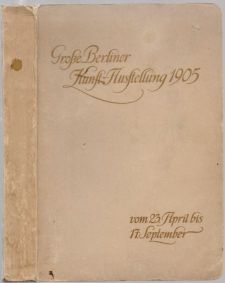 Große Berliner
Kunst-Ausstellung 1905
vom 23 April bis
17. September